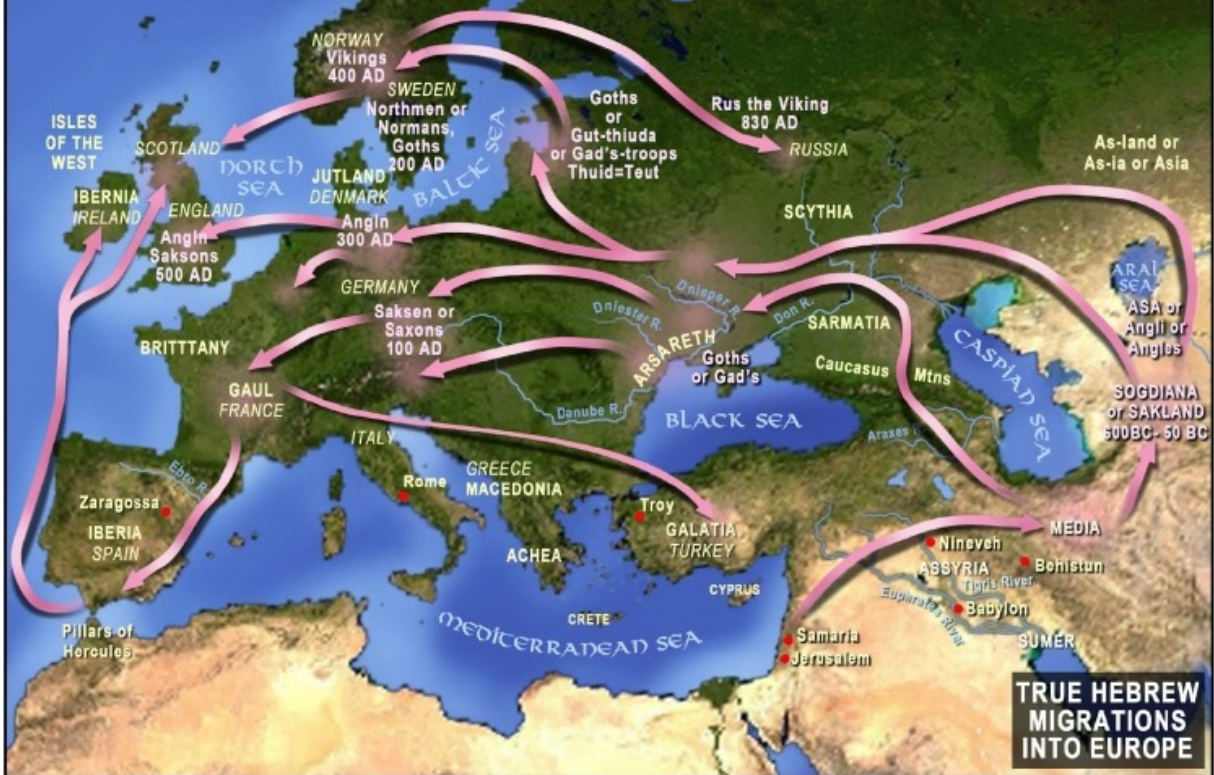 NORWAY
Vikings
400 AD
SWEDEN
Northmen or
Normans,
Goths
200 AD
Goths
or
Gut-thiuda
or Gad's-troops
Thuid=Teut
Rus the Viking
830 AD
RUSSIA
As-land or
As-ia or Asia
ISLES
OF THE
WEST
SCOTLAND
NORTH
SEA
BALTIC SEA
IBERNIA
IRELAND
ENGLAND
Angin
Saksons
500 AD
JUTLAND
DENMARK
Angin
300 AD
SCYTHIA
ARAL
SEA
ASA or
Angli or
Angles
GERMANY
Saksen or
Saxons
100 AD
Dnieper R.
Dniester R.
Don R.
SARMATIA
ARSARETH
Goths
or Gad's
Caucasus Mtns
CASPIAN SEA
SOGDIANA
or SAKLAND
600BC- 50 BC
BRITTTANY
GAUL
FRANCE
Danube R.
BLACK SEA
Araxes
ITALY
Rome
GREECE
MACEDONIA
Ebro R.
Zaragossa
IBERIA
SPAIN
Troy
GALATIA
TURKEY
MEDIA
Nineveh
ASSYRIA
Behistun
Tigris River
Euphrates River
Babylon
SUMER
ACHEA
CYPRUS
CRETE
MEDITERRANEAN SEA
Pillars of
Hercules
Samaria
Jerusalem
TRUE HEBREW
MIGRATIONS
INTO EUROPE